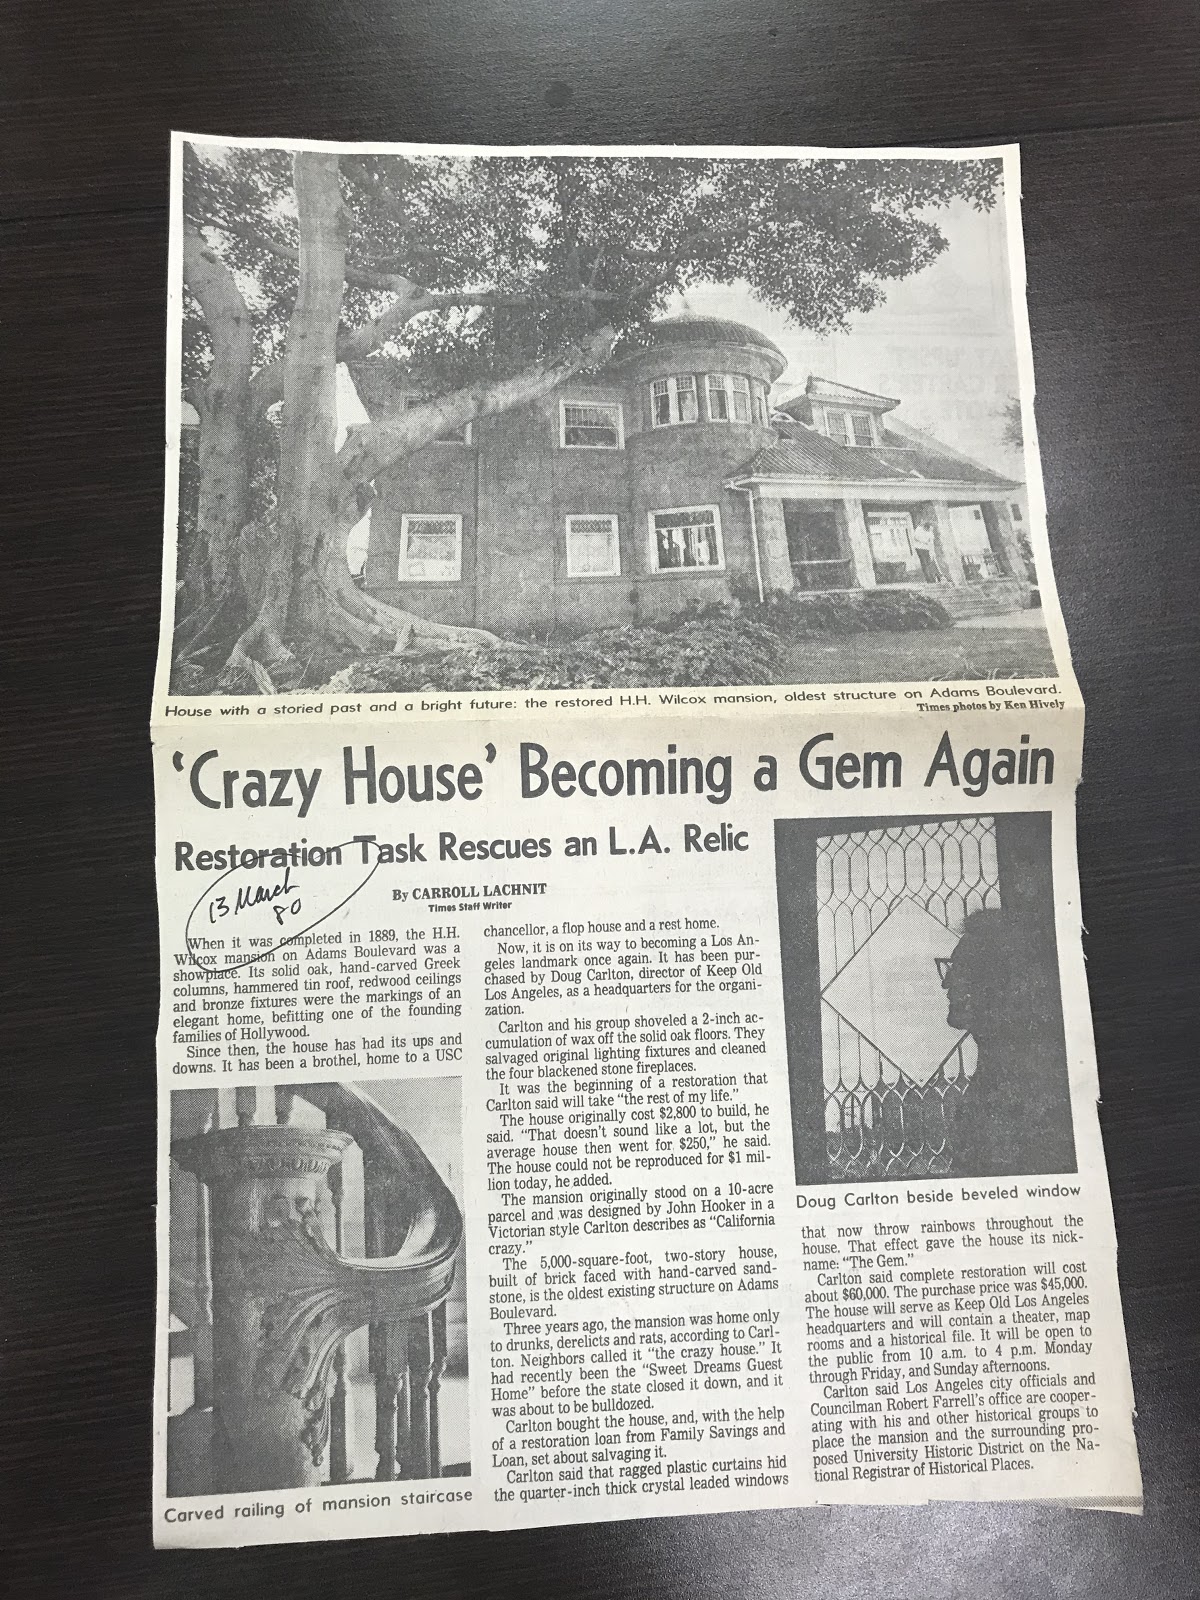 House with a storied past and a bright future: the restored H.H. Wilcox mansion, oldest structure on Adams Boulevard.
Times photos by Ken Hively
'Crazy House' Becoming a Gem Again
Restoration Task Rescues an L.A. Relic
13 March
80
By CARROLL LACHNIT
Times Staff Writer
When it was completed in 1889, the H.H.
Wilcox mansion on Adams Boulevard was a
showplace. Its solid oak, hand-carved Greek
columns, hammered tin roof, redwood ceilings
and bronze fixtures were the markings of an
elegant home, befitting one of the founding
families of Hollywood.
Since then, the house has had its ups and
downs. It has been a brothel, home to a USC
Carved railing of mansion staircase
chancellor, a flop house and a rest home.
Now, it is on its way to becoming a Los An-
geles landmark once again. It has been pur-
chased by Doug Carlton, director of Keep Old
Los Angeles, as a headquarters for the organi-
zation.
Carlton and his group shoveled a 2-inch ac-
cumulation of wax off the solid oak floors. They
salvaged original lighting fixtures and cleaned
the four blackened stone fireplaces.
It was the beginning of a restoration that
Carlton said will take "the rest of my life."
The house originally cost $2,800 to build, he
said. "That doesn't sound like a lot, but the
average house then went for $250," he said.
The house could not be reproduced for $1 mil-
lion today, he added.
The mansion originally stood on a 10-acre
parcel and was designed by John Hooker in a
Victorian style Carlton describes as "California
crazy."
The 5,000-square-foot, two-story house,
built of brick faced with hand-carved sand-
stone, is the oldest existing structure on Adams
Boulevard.
Three years ago, the mansion was home only
to drunks, derelicts and rats, according to Carl-
ton. Neighbors called it "the crazy house." It
had recently been the "Sweet Dreams Guest
Home" before the state closed it down, and it
was about to be bulldozed.
Carlton bought the house, and, with the help
of a restoration loan from Family Savings and
Loan, set about salvaging it.
Carlton said that ragged plastic curtains hid
the quarter-inch thick crystal leaded windows
Doug Carlton beside beveled window
that now throw rainbows throughout the
house. That effect gave the house its nick-
name: "The Gem."
Carlton said complete restoration will cost
about $60,000. The purchase price was $45,000.
The house will serve as Keep Old Los Angeles
headquarters and will contain a theater, map
rooms and a historical file. It will be open to
the public from 10 a.m. to 4 p.m. Monday
through Friday, and Sunday afternoons.
Carlton said Los Angeles city officials and
Councilman Robert Farrell's office are cooper-
ating with his and other historical groups to
place the mansion and the surrounding pro-
posed University Historic District on the Na-
tional Registrar of Historical Places.